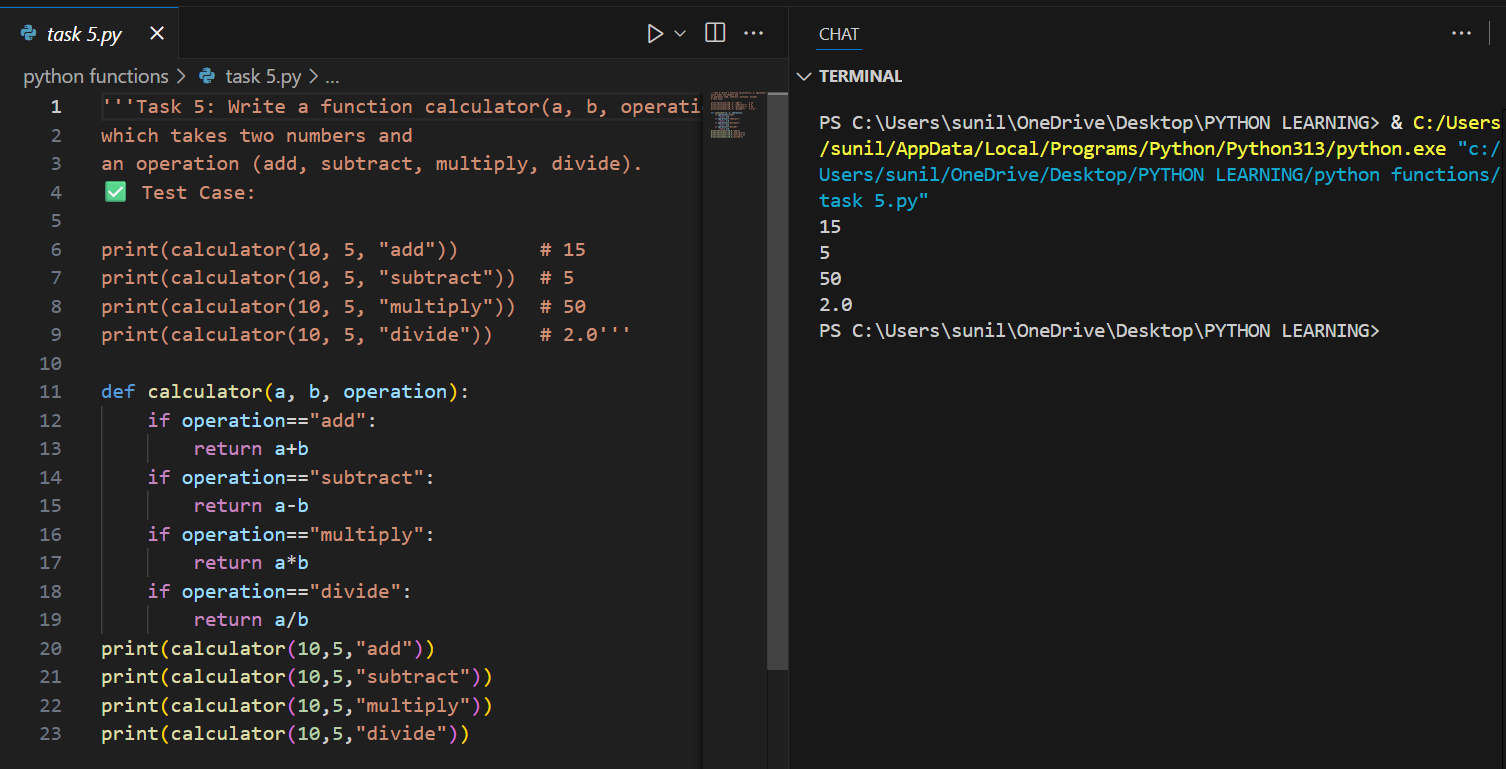 task 5.py
python functions > task 5.py > ...
1 '''Task 5: Write a function calculator(a, b, operati
2 which takes two numbers and
3 an operation (add, subtract, multiply, divide).
4 ✅ Test Case:
5
6 print(calculator(10, 5, "add"))       # 15
7 print(calculator(10, 5, "subtract"))  # 5
8 print(calculator(10, 5, "multiply"))  # 50
9 print(calculator(10, 5, "divide"))    # 2.0'''
10
11 def calculator(a, b, operation):
12     if operation=="add":
13         return a+b
14     if operation=="subtract":
15         return a-b
16     if operation=="multiply":
17         return a*b
18     if operation=="divide":
19         return a/b
20 print(calculator(10,5,"add"))
21 print(calculator(10,5,"subtract"))
22 print(calculator(10,5,"multiply"))
23 print(calculator(10,5,"divide"))
CHAT
TERMINAL
PS C:\Users\sunil\OneDrive\Desktop\PYTHON LEARNING> & C:/Users
/sunil/AppData/Local/Programs/Python/Python313/python.exe "c:/
Users/sunil/OneDrive/Desktop/PYTHON LEARNING/python functions/
task 5.py"
15
5
50
2.0
PS C:\Users\sunil\OneDrive\Desktop\PYTHON LEARNING>